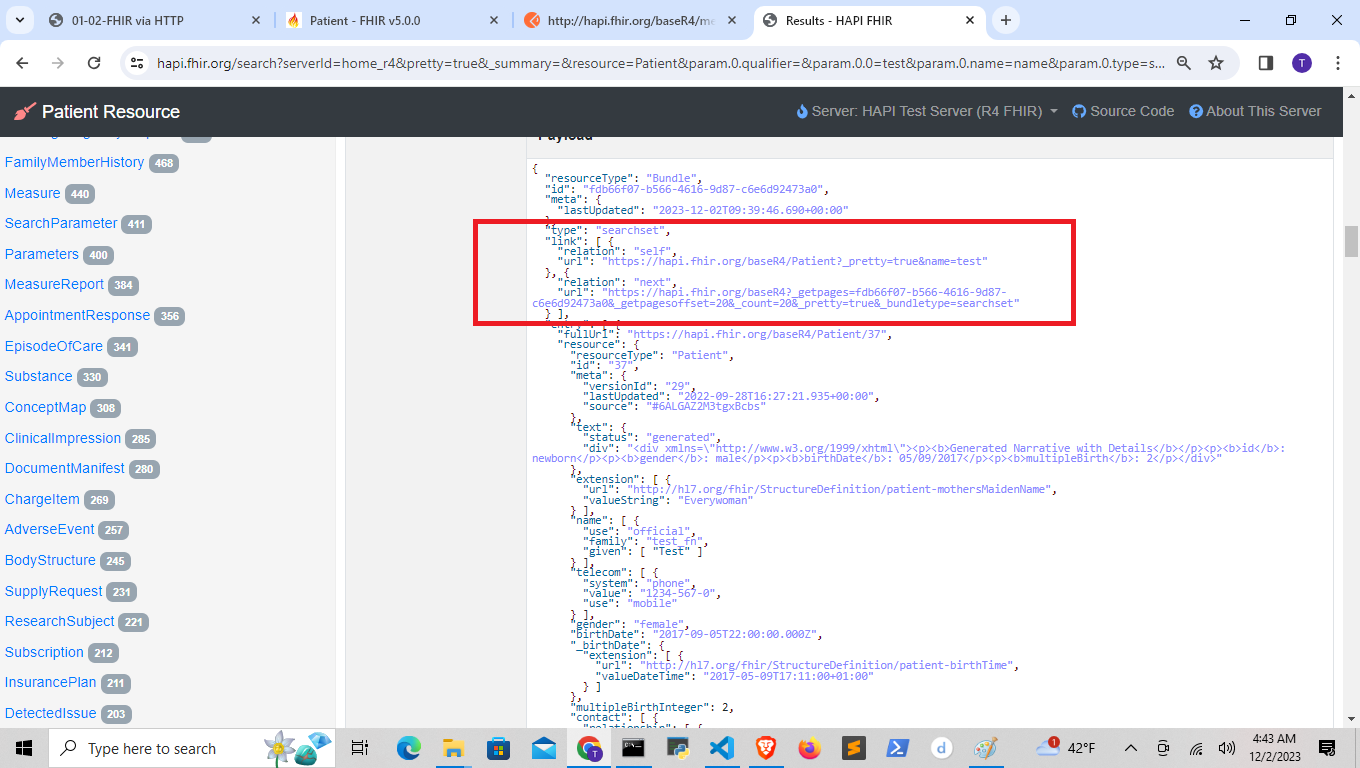 01-02-FHIR via HTTP
Patient - FHIR v5.0.0
http://hapi.fhir.org/baseR4/me
Results - HAPI FHIR
hapi.fhir.org/search?serverId=home_r4&pretty=true&_summary=&resource=Patient&param.0.qualifier=&param.0.0=test&param.0.name=name&param.0.type=s...
T
Patient Resource
Server: HAPI Test Server (R4 FHIR)
Source Code
About This Server
FamilyMemberHistory 468
Measure 440
SearchParameter 411
Parameters 400
MeasureReport 384
AppointmentResponse 356
EpisodeOfCare 341
Substance 330
ConceptMap 308
ClinicalImpression 285
DocumentManifest 280
ChargeItem 269
AdverseEvent 257
BodyStructure 245
SupplyRequest 231
ResearchSubject 221
Subscription 212
InsurancePlan 211
DetectedIssue 203
Payload
{
"resourceType": "Bundle",
"id": "fdb66f07-b566-4616-9d87-c6e6d92473a0",
"meta": {
"lastUpdated": "2023-12-02T09:39:46.690+00:00"
},
"type": "searchset",
"link": [ {
"relation": "self",
"url": "https://hapi.fhir.org/baseR4/Patient?_pretty=true&name=test"
}, {
"relation": "next",
"url": "https://hapi.fhir.org/baseR4?_getpages=fdb66f07-b566-4616-9d87-
c6e6d92473a0&_getpagesoffset=20&_count=20&_pretty=true&_bundletype=searchset"
} ],
"entry": [ {
"fullUrl": "https://hapi.fhir.org/baseR4/Patient/37",
"resource": {
"resourceType": "Patient",
"id": "37",
"meta": {
"versionId": "29",
"lastUpdated": "2022-09-28T16:27:21.935+00:00",
"source": "#6ALGAZ2M3tgxBcbs"
},
"text": {
"status": "generated",
"div": "<div xmlns=\"http://www.w3.org/1999/xhtml\"><p><b>Generated Narrative with Details</b></p><p><b>id</b>:
newborn</p><p><b>gender</b>: male</p><p><b>birthDate</b>: 05/09/2017</p><p><b>multipleBirth</b>: 2</p></div>"
},
"extension": [ {
"url": "http://hl7.org/fhir/StructureDefinition/patient-mothersMaidenName",
"valueString": "Everywoman"
} ],
"name": [ {
"use": "official",
"family": "test_fn",
"given": [ "Test" ]
} ],
"telecom": [ {
"system": "phone",
"value": "1234-567-0",
"use": "mobile"
} ],
"gender": "female",
"birthDate": "2017-09-05T22:00:00.000Z",
"_birthDate": {
"extension": [ {
"url": "http://hl7.org/fhir/StructureDefinition/patient-birthTime",
"valueDateTime": "2017-05-09T17:11:00+01:00"
} ]
},
"multipleBirthInteger": 2,
"contact": [ {
"relationship": [ {
Type here to search
T
d
1
42°F
4:43 AM
12/2/2023